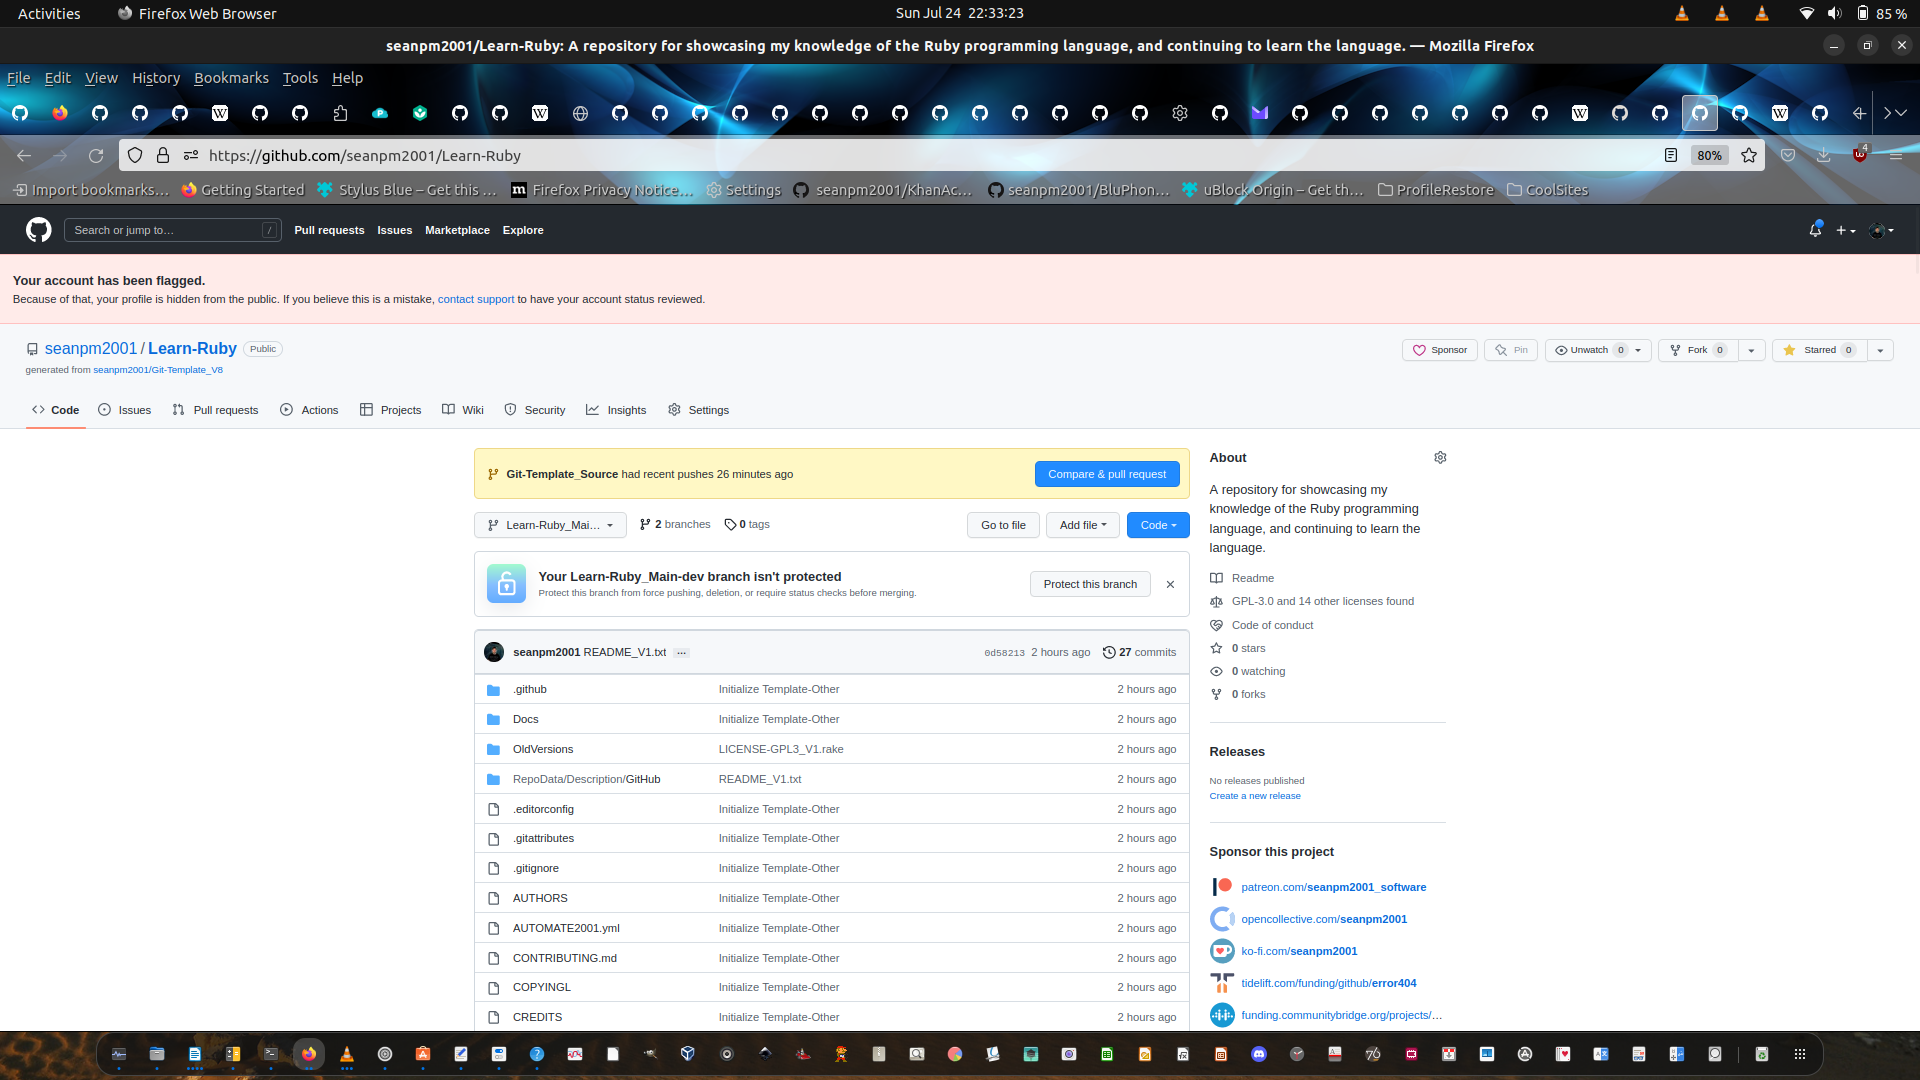 Activities
Firefox Web Browser
Sun Jul 24 22:33:23
85 %
seanpm2001/Learn-Ruby: A repository for showcasing my knowledge of the Ruby programming language, and continuing to learn the language. — Mozilla Firefox
File Edit View History Bookmarks Tools Help
https://github.com/seanpm2001/Learn-Ruby
80%
4
Import bookmarks…
Getting Started
Stylus Blue – Get this …
Firefox Privacy Notice…
Settings
seanpm2001/KhanAc…
seanpm2001/BluPhon…
uBlock Origin – Get th…
ProfileRestore
CoolSites
Search or jump to…
/
Pull requests Issues Marketplace Explore
Your account has been flagged.
Because of that, your profile is hidden from the public. If you believe this is a mistake, contact support to have your account status reviewed.
seanpm2001 / Learn-Ruby Public
Sponsor
Pin
Unwatch 0
Fork 0
Starred 0
generated from seanpm2001/Git-Template_V8
Code
Issues
Pull requests
Actions
Projects
Wiki
Security
Insights
Settings
Git-Template_Source had recent pushes 26 minutes ago
Compare & pull request
Learn-Ruby_Mai…
2 branches
0 tags
Go to file
Add file
Code
Your Learn-Ruby_Main-dev branch isn't protected
Protect this branch from force pushing, deletion, or require status checks before merging.
Protect this branch
seanpm2001 README_V1.txt …
0d58213 2 hours ago
27 commits
.github Initialize Template-Other 2 hours ago
Docs Initialize Template-Other 2 hours ago
OldVersions LICENSE-GPL3_V1.rake 2 hours ago
RepoData/Description/GitHub README_V1.txt 2 hours ago
.editorconfig Initialize Template-Other 2 hours ago
.gitattributes Initialize Template-Other 2 hours ago
.gitignore Initialize Template-Other 2 hours ago
AUTHORS Initialize Template-Other 2 hours ago
AUTOMATE2001.yml Initialize Template-Other 2 hours ago
CONTRIBUTING.md Initialize Template-Other 2 hours ago
COPYINGL Initialize Template-Other 2 hours ago
CREDITS Initialize Template-Other 2 hours ago
About
A repository for showcasing my
knowledge of the Ruby programming
language, and continuing to learn the
language.
Readme
GPL-3.0 and 14 other licenses found
Code of conduct
0 stars
0 watching
0 forks
Releases
No releases published
Create a new release
Sponsor this project
patreon.com/seanpm2001_software
opencollective.com/seanpm2001
ko-fi.com/seanpm2001
tidelift.com/funding/github/error404
funding.communitybridge.org/projects/…